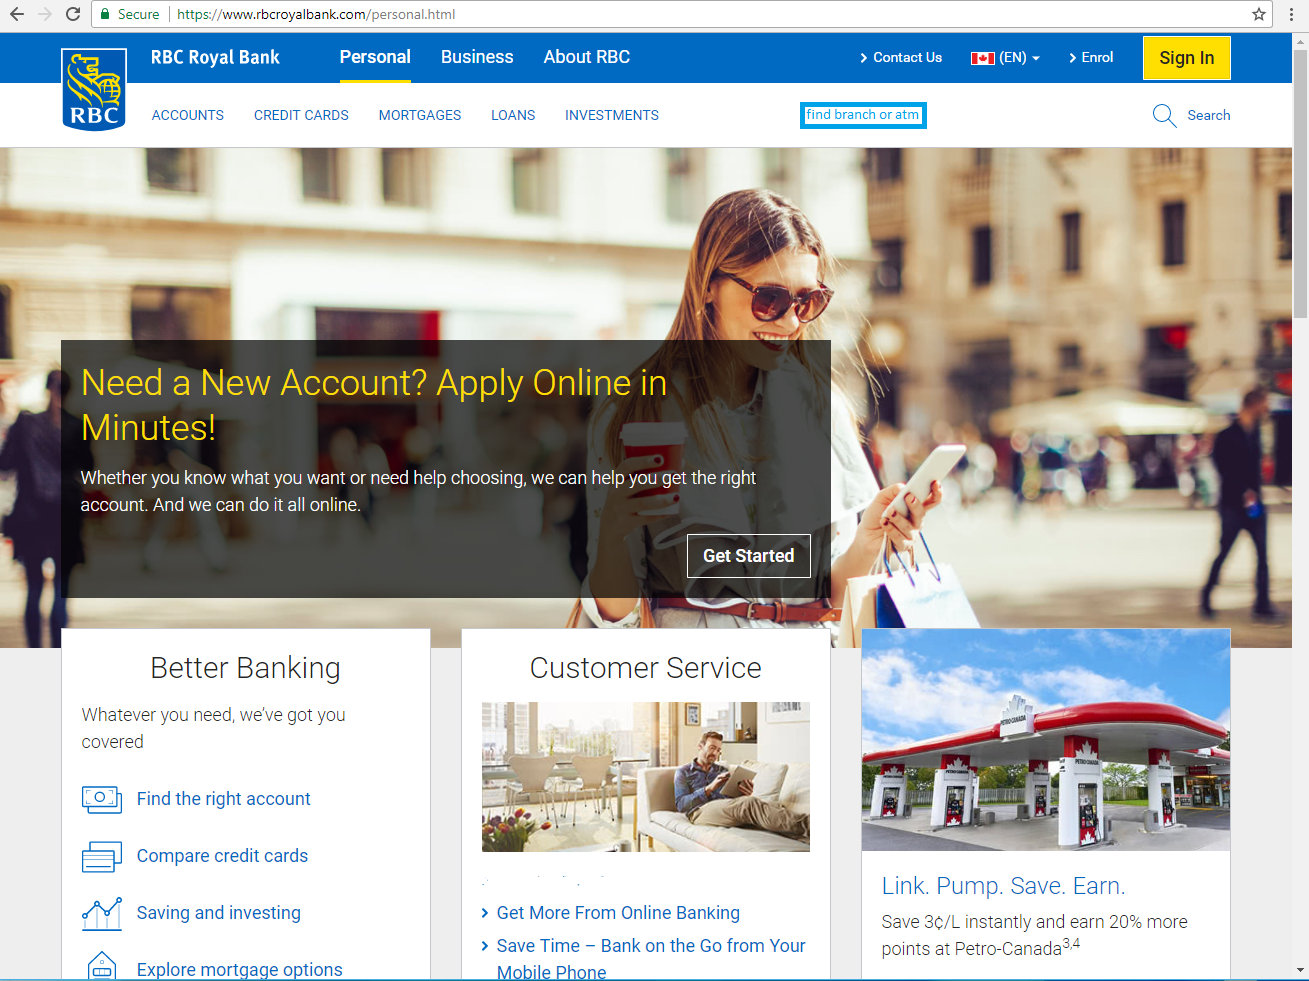 Secure | https://www.rbcroyalbank.com/personal.html
RBC Royal Bank
Personal
Business
About RBC
Contact Us
(EN)
Enrol
Sign In
RBC
ACCOUNTS
CREDIT CARDS
MORTGAGES
LOANS
INVESTMENTS
find branch or atm
Search
Need a New Account? Apply Online in
Minutes!
Whether you know what you want or need help choosing, we can help you get the right
account. And we can do it all online.
Get Started
Better Banking
Whatever you need, we've got you
covered
Find the right account
Compare credit cards
Saving and investing
Explore mortgage options
Customer Service
Get More From Online Banking
Save Time – Bank on the Go from Your
Mobile Phone
PETRO-CANADA
PETRO-CANADA
PETRO-CANADA
Link. Pump. Save. Earn.
Save 3¢/L instantly and earn 20% more
points at Petro-Canada3,4